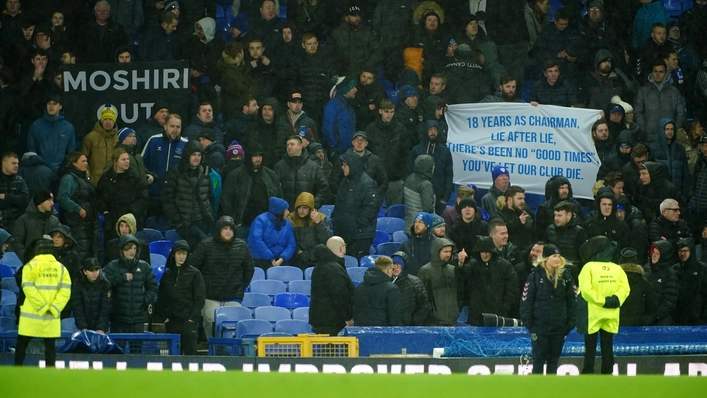 MOSHIRI
OUT
18 YEARS AS CHAIRMAN,
LIE AFTER LIE,
THERE'S BEEN NO "GOOD TIMES"
YOU'VE LET OUR CLUB DIE.